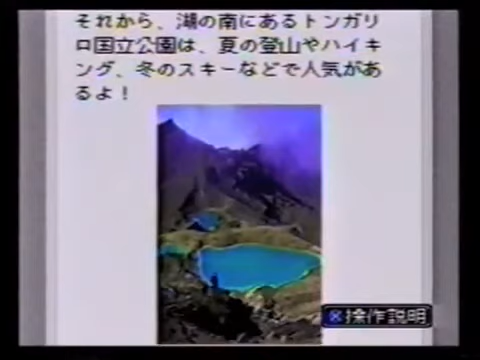 それから、湖の南にあるトンガリ
ロ国立公園は、夏の登山やハイキ
ング、冬のスキーなどで人気があ
るよ！
※操作説明